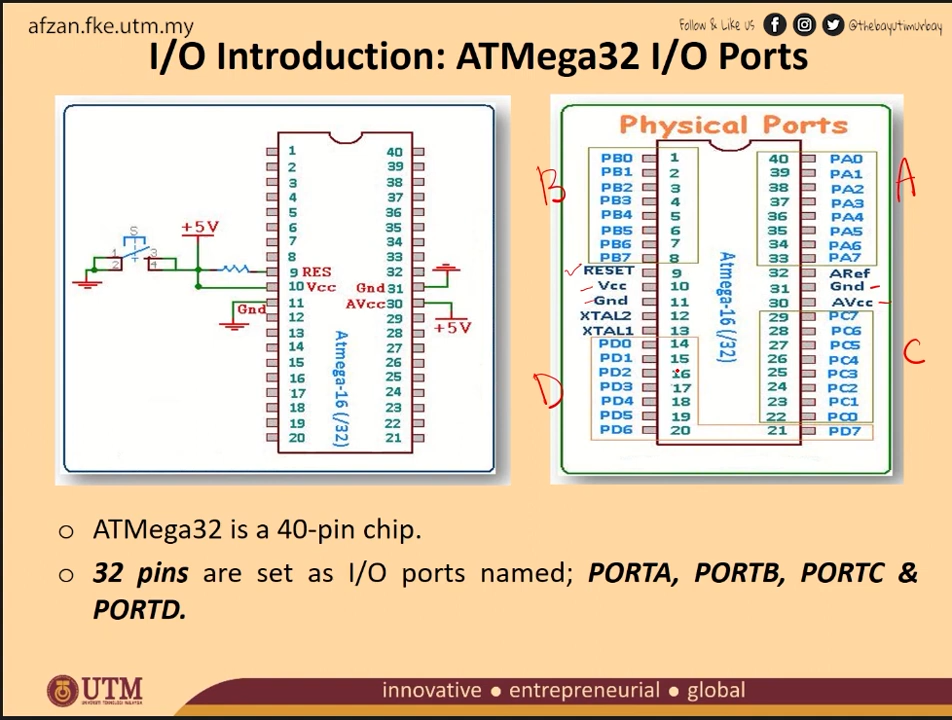 afzan.fke.utm.my
Follow & Like us @thebayutimurbay
I/O Introduction: ATMega32 I/O Ports
1 40
2 39
3 38
4 37
5 36
6 35
7 34
8 33
9 RES 32
10 Vcc Gnd 31
11 AVcc 30
12 29
13 28
14 27
15 26
16 25
17 24
18 23
19 22
20 21
S
1 3
2 4
+5V
Gnd
+5V
Atmega-16 (/32)
Physical Ports
PB0 1 40 PA0
PB1 2 39 PA1
PB2 3 38 PA2
PB3 4 37 PA3
PB4 5 36 PA4
PB5 6 35 PA5
PB6 7 34 PA6
PB7 8 33 PA7
RESET 9 32 ARef
Vcc 10 31 Gnd
Gnd 11 30 AVcc
XTAL2 12 29 PC7
XTAL1 13 28 PC6
PD0 14 27 PC5
PD1 15 26 PC4
PD2 16 25 PC3
PD3 17 24 PC2
PD4 18 23 PC1
PD5 19 22 PC0
PD6 20 21 PD7
Atmega-16 (/32)
B
A
D
C
o ATMega32 is a 40-pin chip.
o 32 pins are set as I/O ports named; PORTA, PORTB, PORTC &
PORTD.
UTM
UNIVERSITI TEKNOLOGI MALAYSIA
innovative ● entrepreneurial ● global